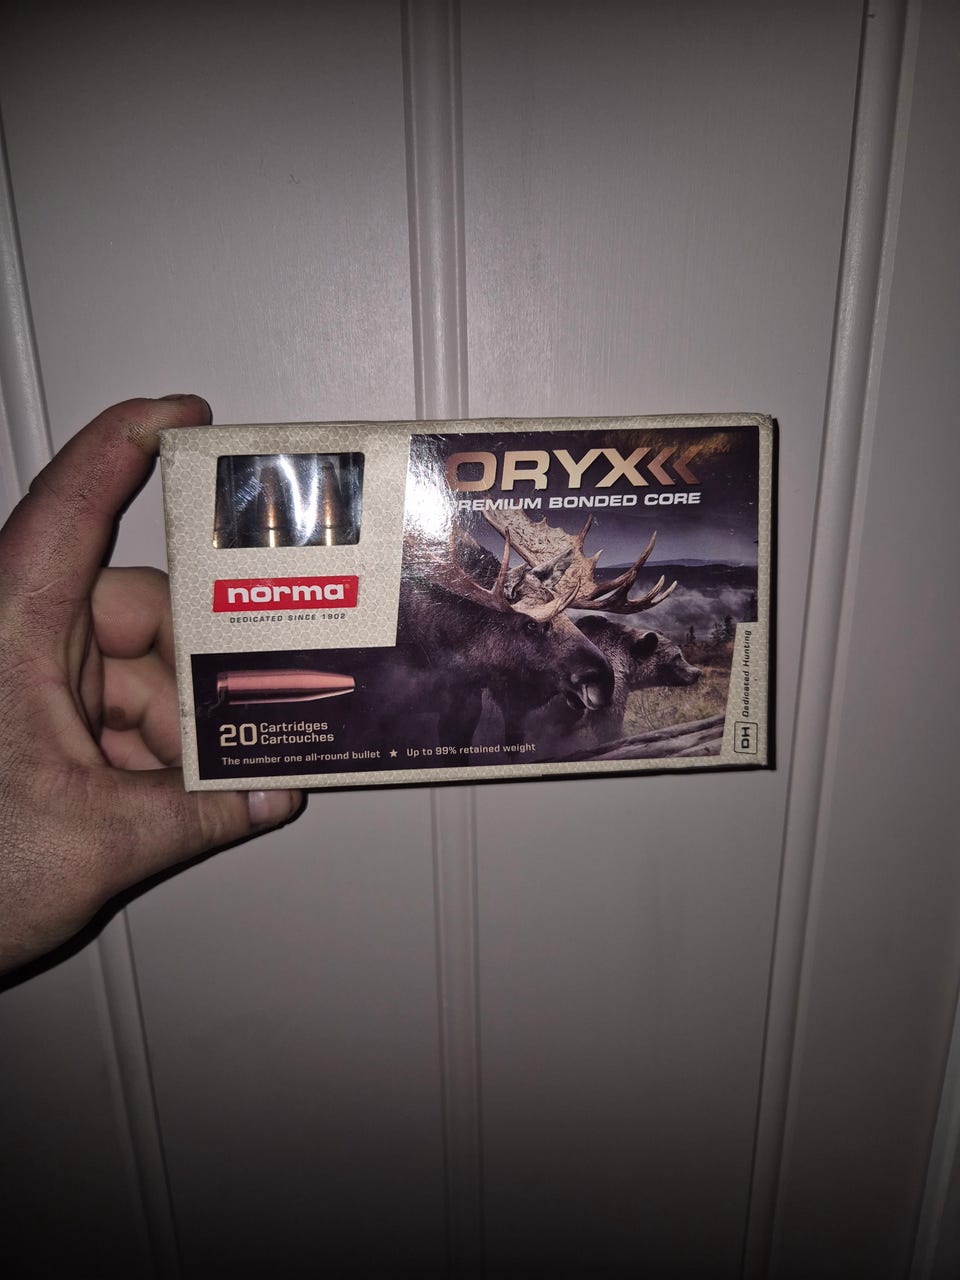 ORYX
PREMIUM BONDED CORE
norma
DEDICATED SINCE 1902
20 Cartridges
Cartouches
The number one all-round bullet ★ Up to 99% retained weight
DH Dedicated Hunting